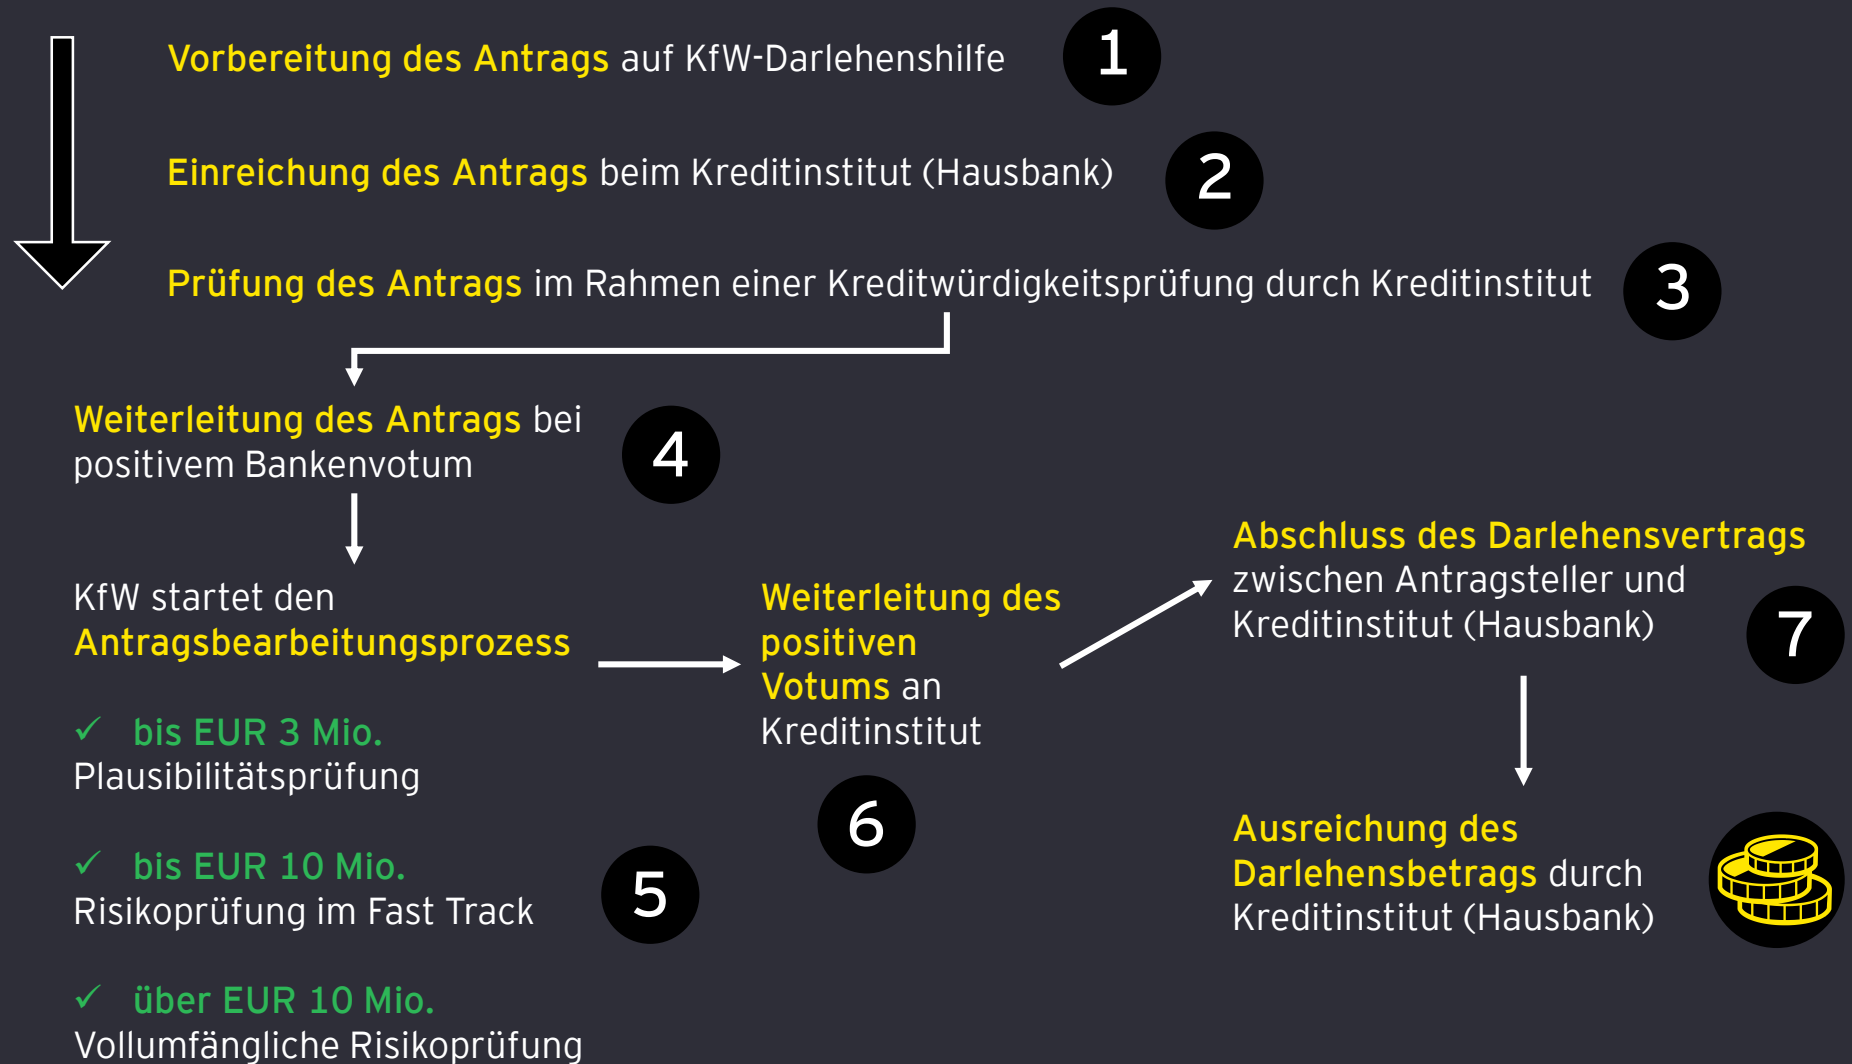 Vorbereitung des Antrags auf KfW-Darlehenshilfe
1
Einreichung des Antrags beim Kreditinstitut (Hausbank)
2
Prüfung des Antrags im Rahmen einer Kreditwürdigkeitsprüfung durch Kreditinstitut
3
Weiterleitung des Antrags bei
positivem Bankenvotum
4
KfW startet den
Antragsbearbeitungsprozess
✓ bis EUR 3 Mio.
Plausibilitätsprüfung
✓ bis EUR 10 Mio.
Risikoprüfung im Fast Track
✓ über EUR 10 Mio.
Vollumfängliche Risikoprüfung
5
Weiterleitung des
positiven
Votums an
Kreditinstitut
6
Abschluss des Darlehensvertrags
zwischen Antragsteller und
Kreditinstitut (Hausbank)
7
Ausreichung des
Darlehensbetrags durch
Kreditinstitut (Hausbank)